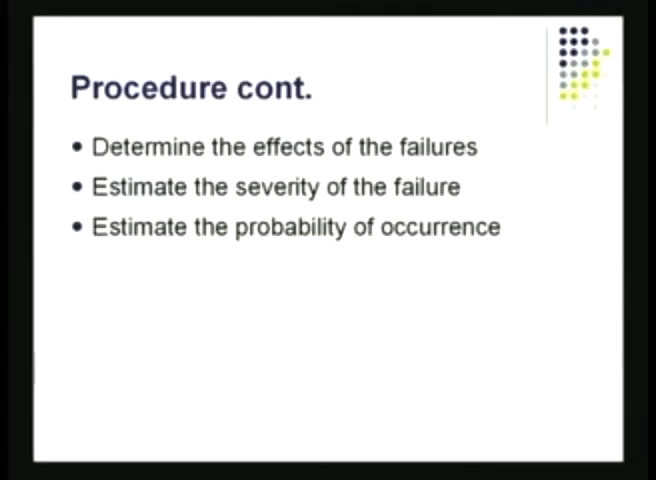 Procedure cont.
• Determine the effects of the failures
• Estimate the severity of the failure
• Estimate the probability of occurrence